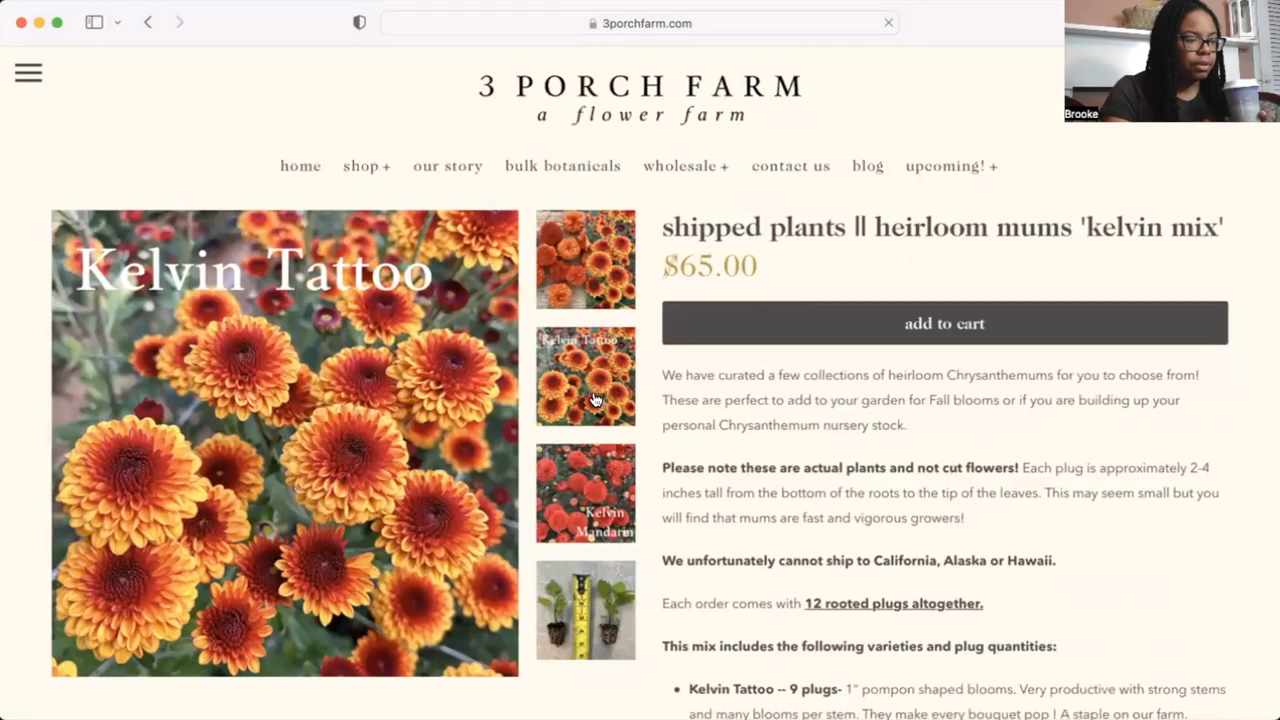 3porchfarm.com
Brooke
3 PORCH FARM
a flower farm
home shop + our story bulk botanicals wholesale + contact us blog upcoming! +
Kelvin Tattoo
Kelvin Tattoo
Kelvin
Mandarin
shipped plants || heirloom mums 'kelvin mix'
$65.00
add to cart
We have curated a few collections of heirloom Chrysanthemums for you to choose from!
These are perfect to add to your garden for Fall blooms or if you are building up your
personal Chrysanthemum nursery stock.
Please note these are actual plants and not cut flowers! Each plug is approximately 2-4
inches tall from the bottom of the roots to the tip of the leaves. This may seem small but you
will find that mums are fast and vigorous growers!
We unfortunately cannot ship to California, Alaska or Hawaii.
Each order comes with 12 rooted plugs altogether.
This mix includes the following varieties and plug quantities:
• Kelvin Tattoo -- 9 plugs- 1" pompon shaped blooms. Very productive with strong stems
and many blooms per stem. They make every bouquet pop ! A staple on our farm.